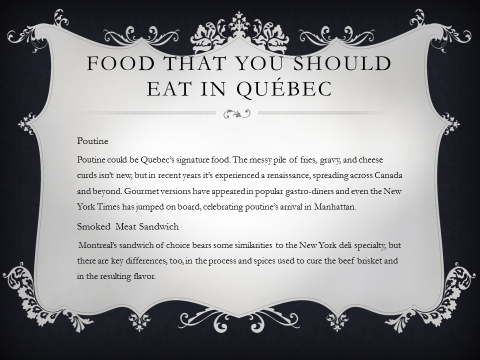 FOOD THAT YOU SHOULD
EAT IN QUÉBEC
Poutine
Poutine could be Quebec's signature food. The messy pile of fries, gravy, and cheese
curds isn't new, but in recent years it's experienced a renaissance, spreading across Canada
and beyond. Gourmet versions have appeared in popular gastro-diners and even the New
York Times has jumped on board, celebrating poutine's arrival in Manhattan.
Smoked Meat Sandwich
Montreal's sandwich of choice bears some similarities to the New York deli specialty, but
there are key differences, too, in the process and spices used to cure the beef brisket and
in the resulting flavor.